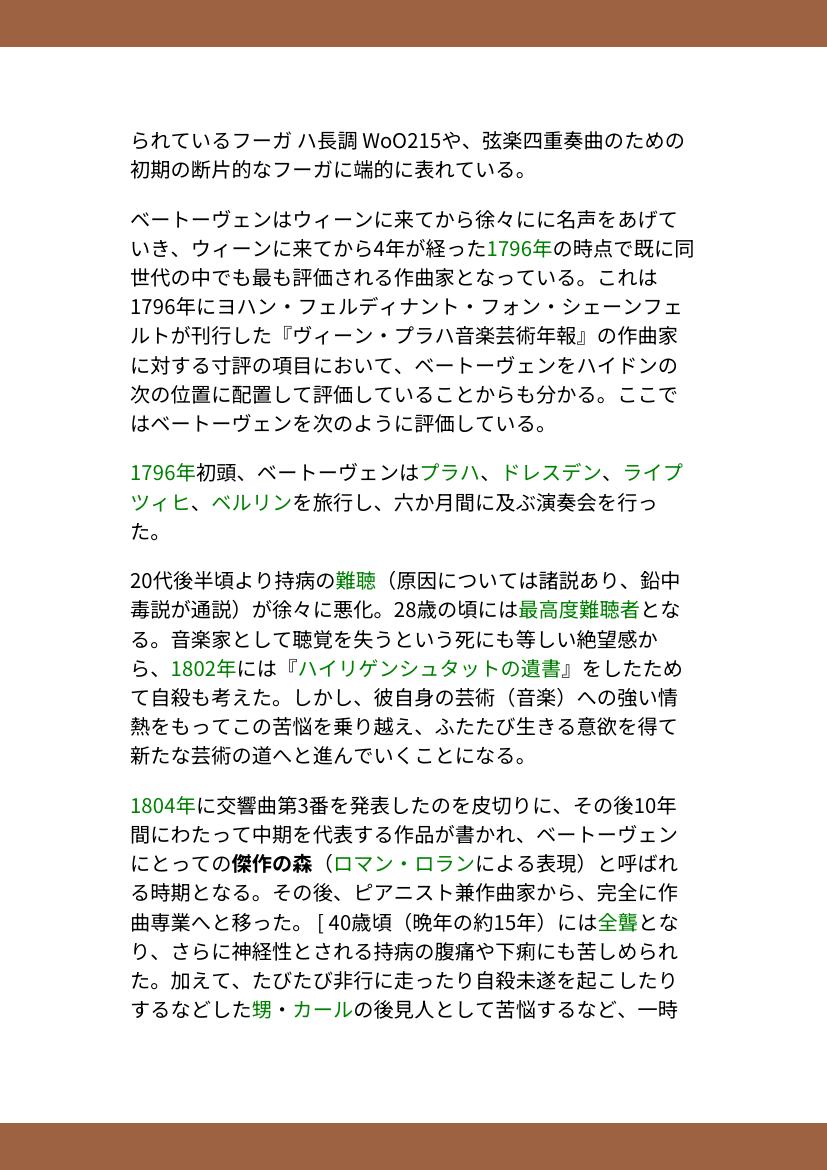 られているフーガ ハ長調 WoO215や、弦楽四重奏曲のための
初期の断片的なフーガに端的に表れている。
ベートーヴェンはウィーンに来てから徐々にに名声をあげて
いき、ウィーンに来てから4年が経った1796年の時点で既に同
世代の中でも最も評価される作曲家となっている。これは
1796年にヨハン・フェルディナント・フォン・シェーンフェ
ルトが刊行した『ヴィーン・プラハ音楽芸術年報』の作曲家
に対する寸評の項目において、ベートーヴェンをハイドンの
次の位置に配置して評価していることからも分かる。ここで
はベートーヴェンを次のように評価している。
1796年初頭、ベートーヴェンはプラハ、ドレスデン、ライプ
ツィヒ、ベルリンを旅行し、六か月間に及ぶ演奏会を行っ
た。
20代後半頃より持病の難聴（原因については諸説あり、鉛中
毒説が通説）が徐々に悪化。28歳の頃には最高度難聴者とな
る。音楽家として聴覚を失うという死にも等しい絶望感か
ら、1802年には『ハイリゲンシュタットの遺書』をしたため
て自殺も考えた。しかし、彼自身の芸術（音楽）への強い情
熱をもってこの苦悩を乗り越え、ふたたび生きる意欲を得て
新たな芸術の道へと進んでいくことになる。
1804年に交響曲第3番を発表したのを皮切りに、その後10年
間にわたって中期を代表する作品が書かれ、ベートーヴェン
にとっての傑作の森（ロマン・ロランによる表現）と呼ばれ
る時期となる。その後、ピアニスト兼作曲家から、完全に作
曲専業へと移った。 [ 40歳頃（晩年の約15年）には全聾とな
り、さらに神経性とされる持病の腹痛や下痢にも苦しめられ
た。加えて、たびたび非行に走ったり自殺未遂を起こしたり
するなどした甥・カールの後見人として苦悩するなど、一時